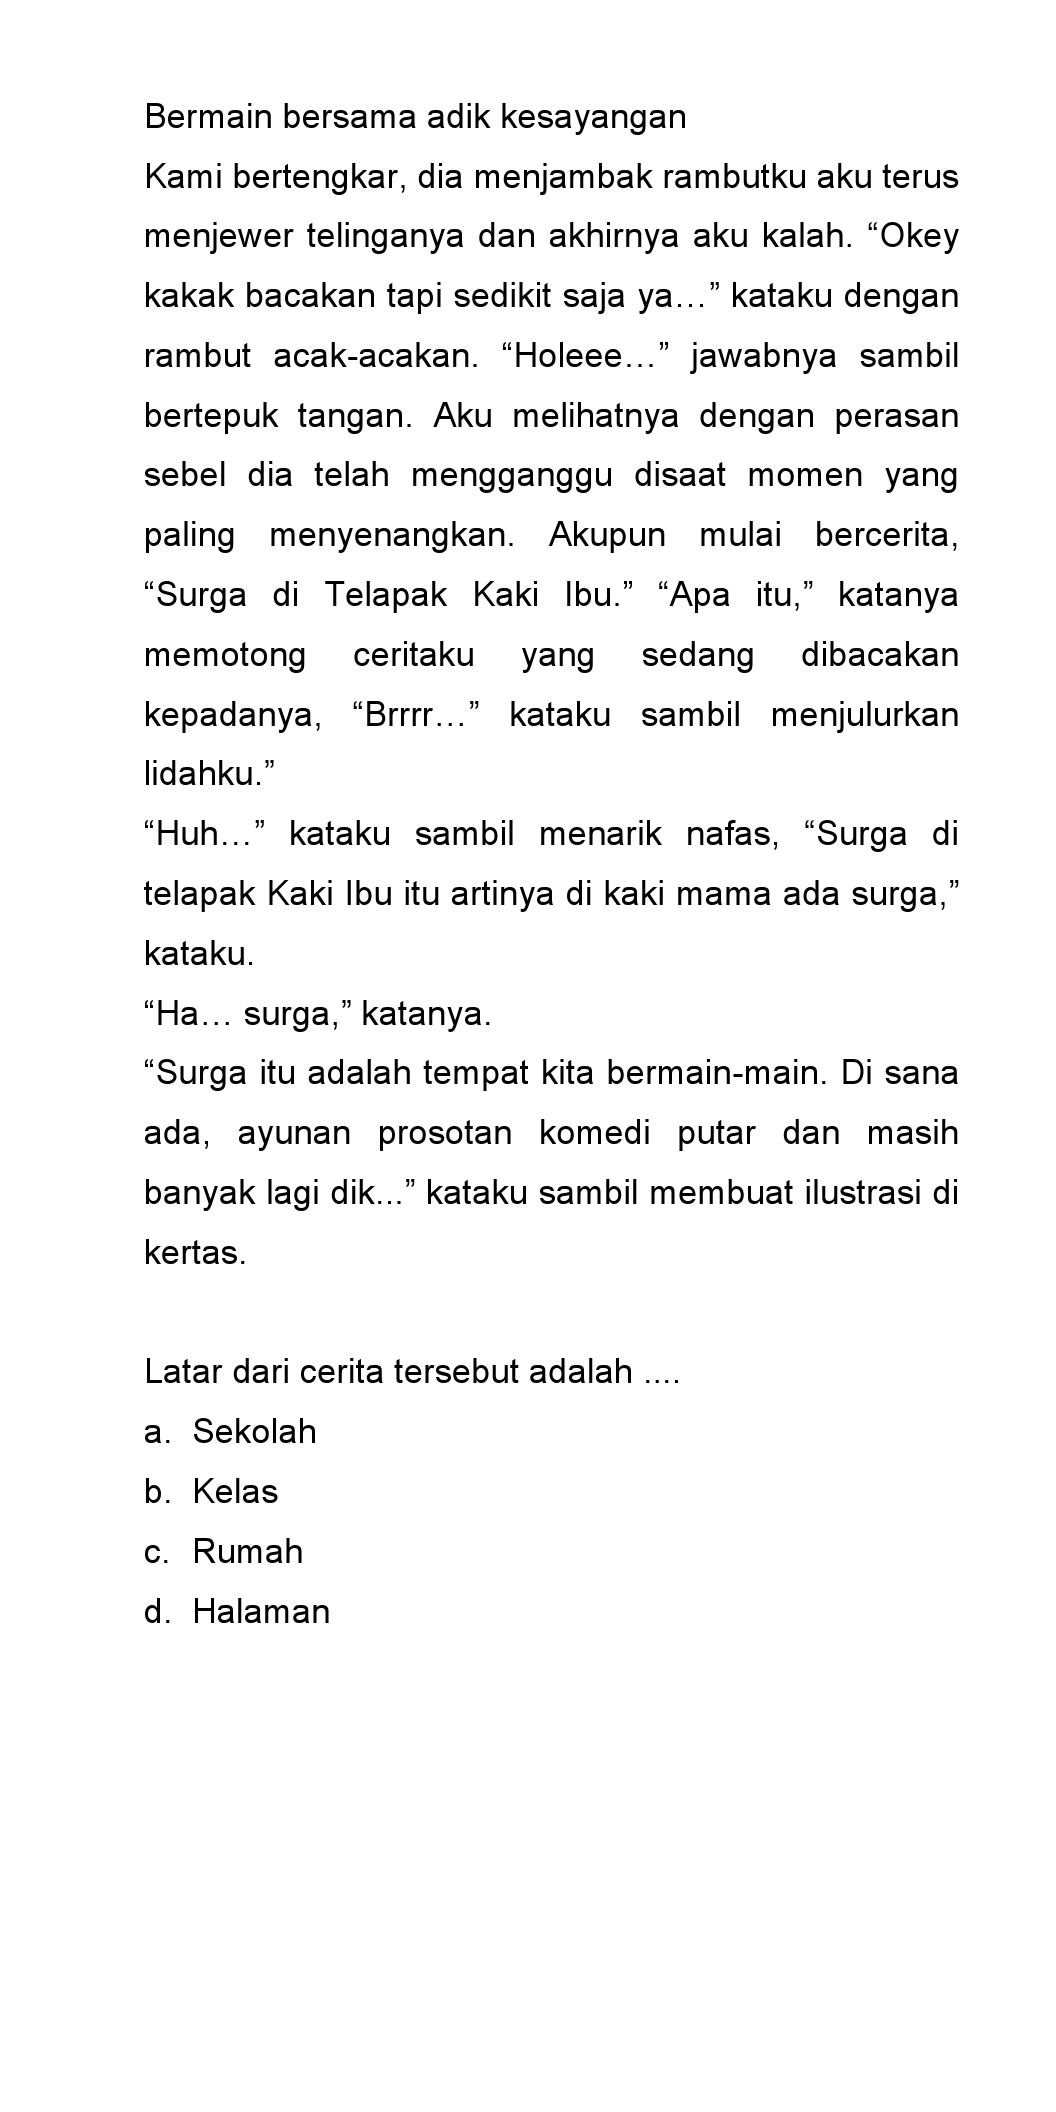 Bermain bersama adik kesayangan
Kami bertengkar, dia menjambak rambutku aku terus
menjewer telinganya dan akhirnya aku kalah. “Okey
kakak bacakan tapi sedikit saja ya…” kataku dengan
rambut acak-acakan. “Holeee…” jawabnya sambil
bertepuk tangan. Aku melihatnya dengan perasan
sebel dia telah mengganggu disaat momen yang
paling menyenangkan. Akupun mulai bercerita,
“Surga di Telapak Kaki Ibu.” “Apa itu,” katanya
memotong ceritaku yang sedang dibacakan
kepadanya, “Brrrr…” kataku sambil menjulurkan
lidahku.”
“Huh…” kataku sambil menarik nafas, “Surga di
telapak Kaki Ibu itu artinya di kaki mama ada surga,”
kataku.
“Ha… surga,” katanya.
“Surga itu adalah tempat kita bermain-main. Di sana
ada, ayunan prosotan komedi putar dan masih
banyak lagi dik...” kataku sambil membuat ilustrasi di
kertas.
Latar dari cerita tersebut adalah ....
a. Sekolah
b. Kelas
c. Rumah
d. Halaman